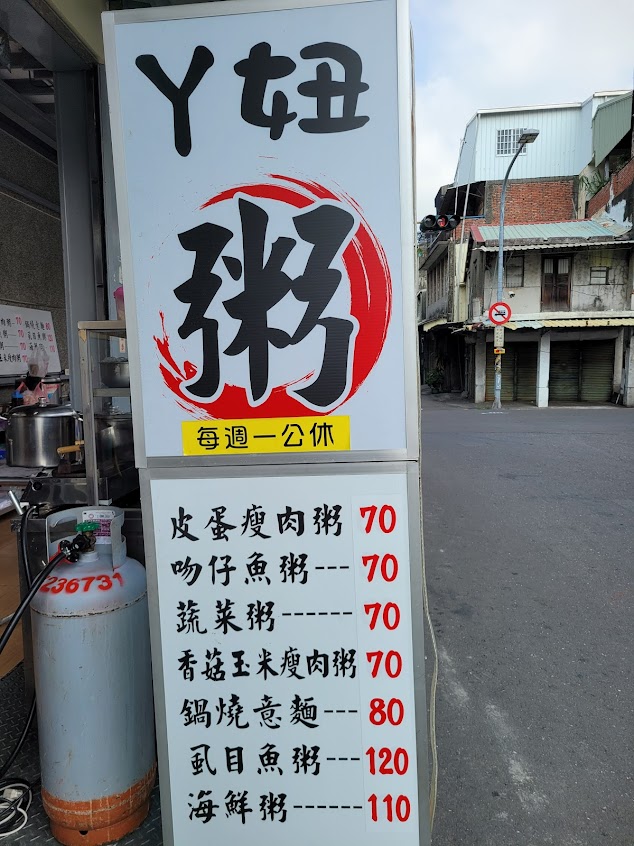 ㄚ妞
粥
每週一公休
皮蛋瘦肉粥 70
吻仔魚粥--- 70
蔬菜粥------ 70
香菇玉米瘦肉粥 70
鍋燒意麵--- 80
虱目魚粥--- 120
海鮮粥------ 110
236731